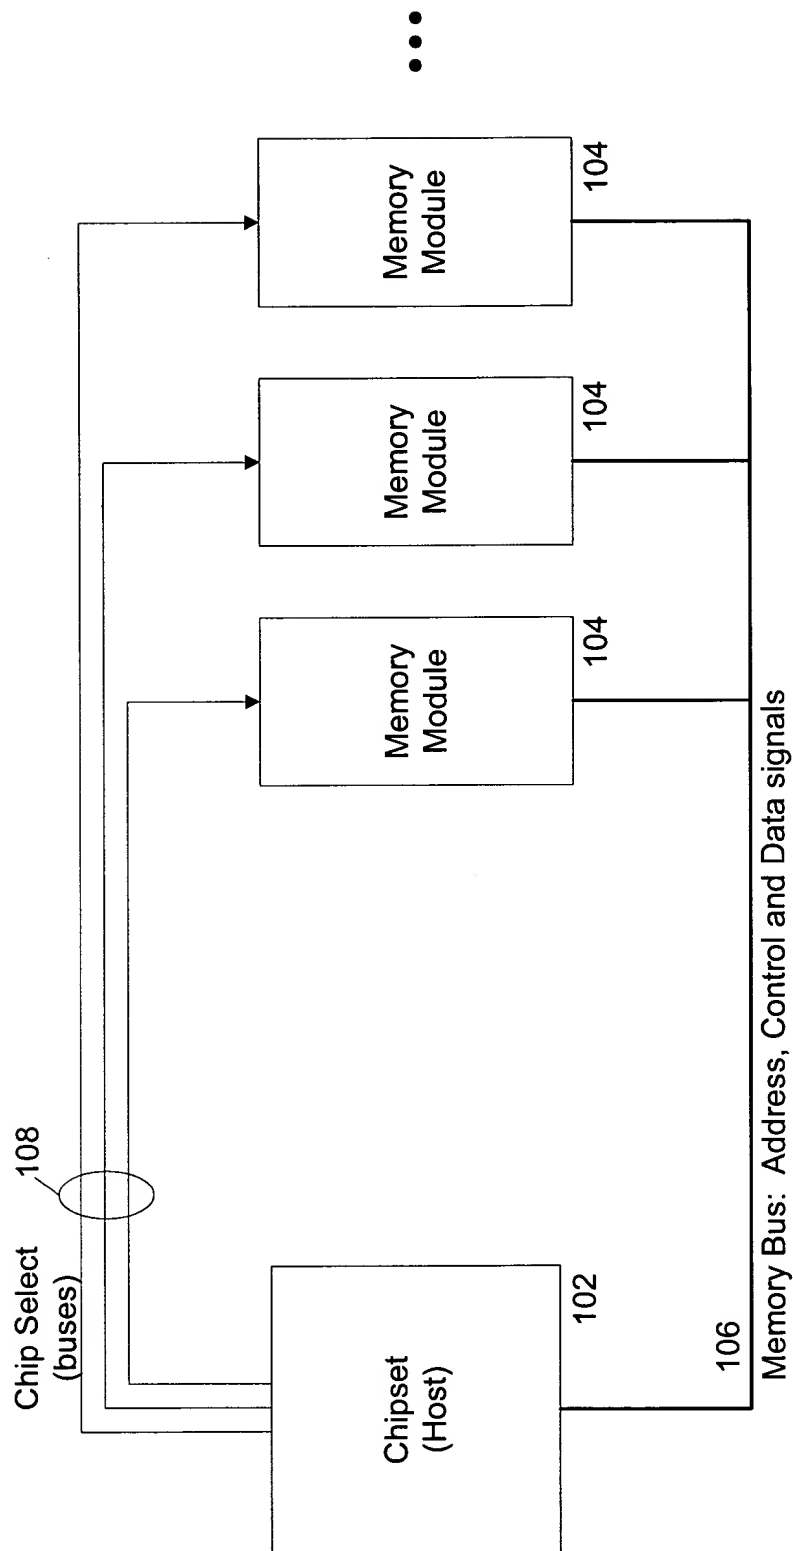 Chip Select
(buses)
108
Chipset
(Host)
102
Memory
Module
104
Memory
Module
104
Memory
Module
104
106
Memory Bus: Address, Control and Data signals